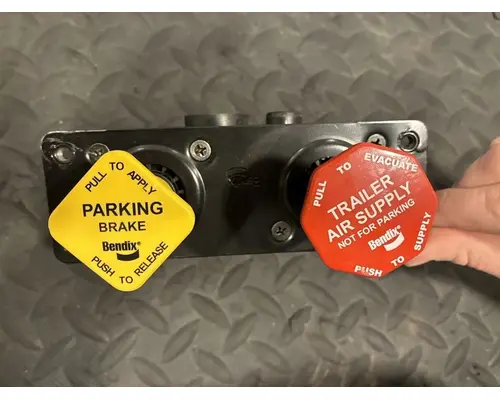 PULL TO APPLY
PARKING
BRAKE
Bendix®
PUSH TO RELEASE
PULL TO EVACUATE
TRAILER
AIR SUPPLY
NOT FOR PARKING
Bendix
PUSH TO SUPPLY